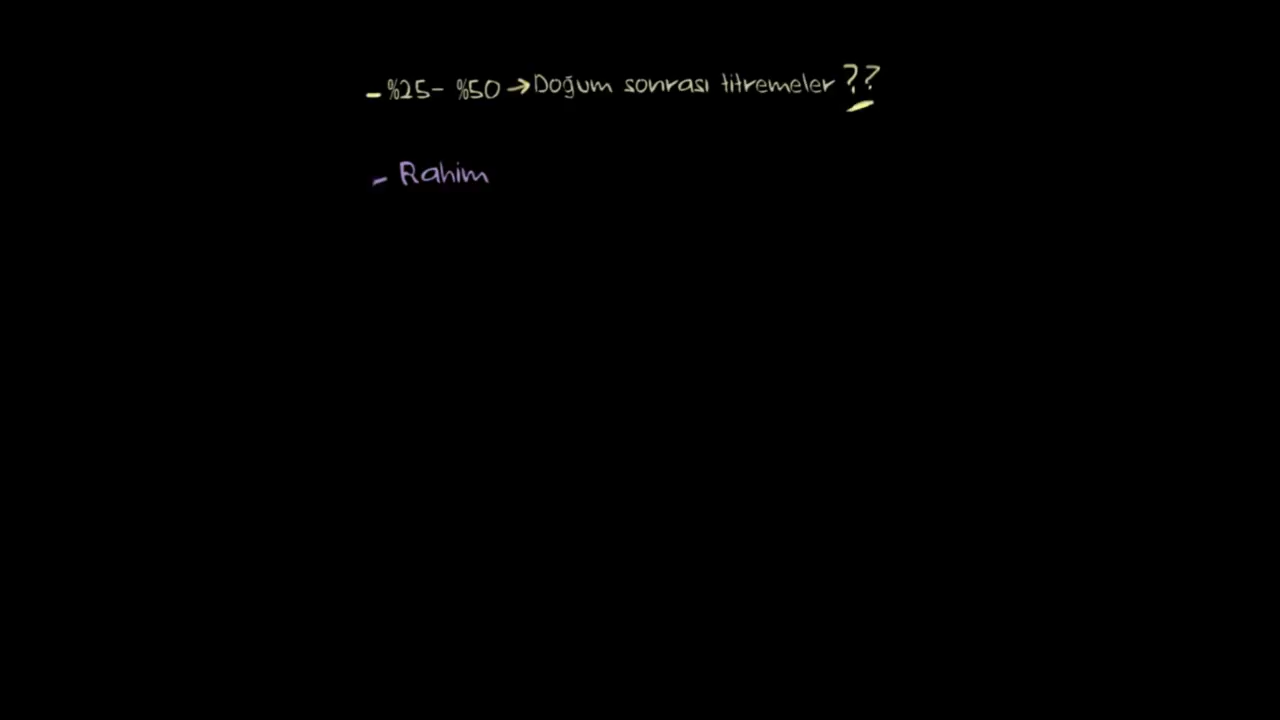 - %25- %50 → Doğum sonrası titremeler ??
- Rahim